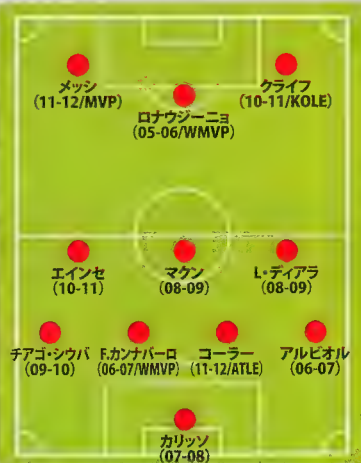 メッシ
(11-12/MVP)
クライフ
(10-11/KOLE)
ロナウジーニョ
(05-06/WMVP)
エインセ
(10-11)
マクン
(08-09)
L・ディアラ
(08-09)
チアゴ・シウバ
(09-10)
F.カンナバーロ
(06-07/WMVP)
コーラー
(11-12/ATLE)
アルビオル
(06-07)
カリッソ
(07-08)